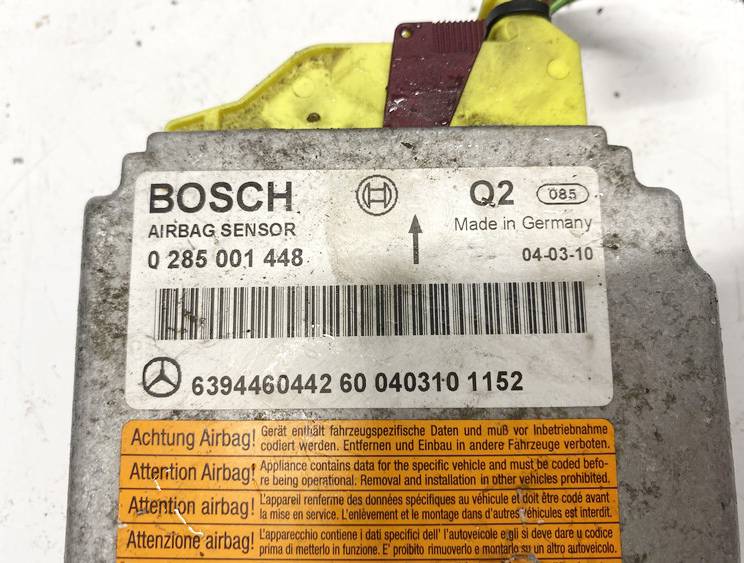 BOSCH
Q2 085
AIRBAG SENSOR
Made in Germany
0 285 001 448
04-03-10
6394460442 60 040310 1152
Achtung Airbag! Gerät enthält fahrzeugspezifische Daten und muß vor Inbetriebnahme
codiert werden. Entfernen und Einbau in andere Fahrzeuge verboten.
Attention Airbag! Appliance contains data for the specific vehicle and must be coded befo-
re being operational. Removal and installation in other vehicles prohibited.
Attention airbag! L'appareil renferme des données spécifiques au véhicule et doit être codé avant
la mise en service. L'enlèvement et le montage dans d'autres véhicules est interdit.
Attenzione airbag! L'apparecchio contiene i dati specifici dell' l'autoveicolo e gli si deve dare u codice
prima di metterlo in funzione. E' proibito rimuoverlo e montarlo su un altro autoveicolo.